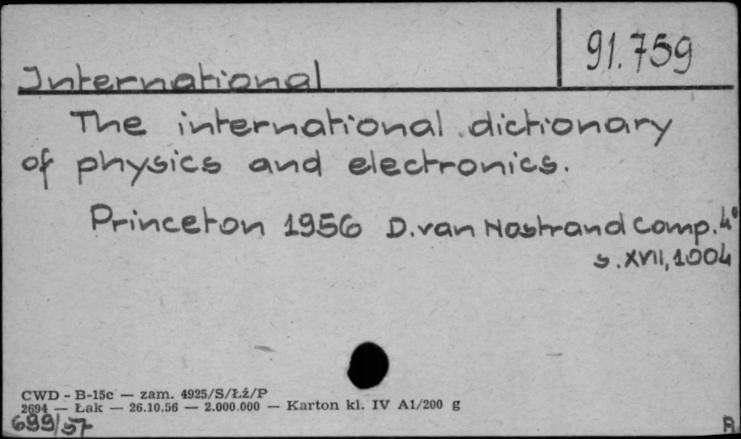 International 91.759
The international dictionary
of physics and electronics.
Princeton 1956 D.van Nostrand Comp. 4°
s.XVII,1004
CWD - B-15c — zam. 4925/S/Łż/P
2694 — Łak — 26.10.56 — 2.000.000 — Karton kl. IV A1/200 g
699/57 R